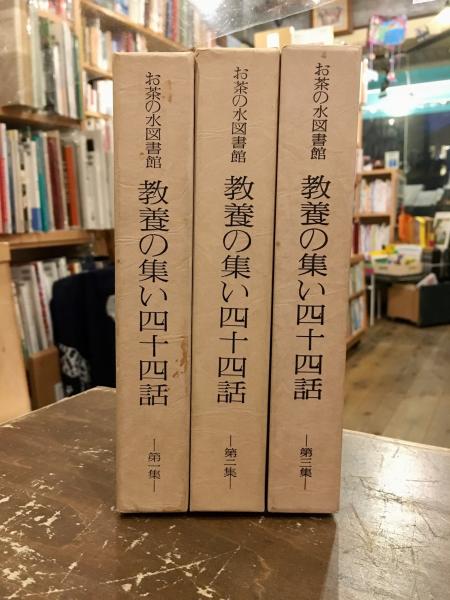 お茶の水図書館
教養の集い四十四話
―第一集―
お茶の水図書館
教養の集い四十四話
―第二集―
お茶の水図書館
教養の集い四十四話
―第三集―